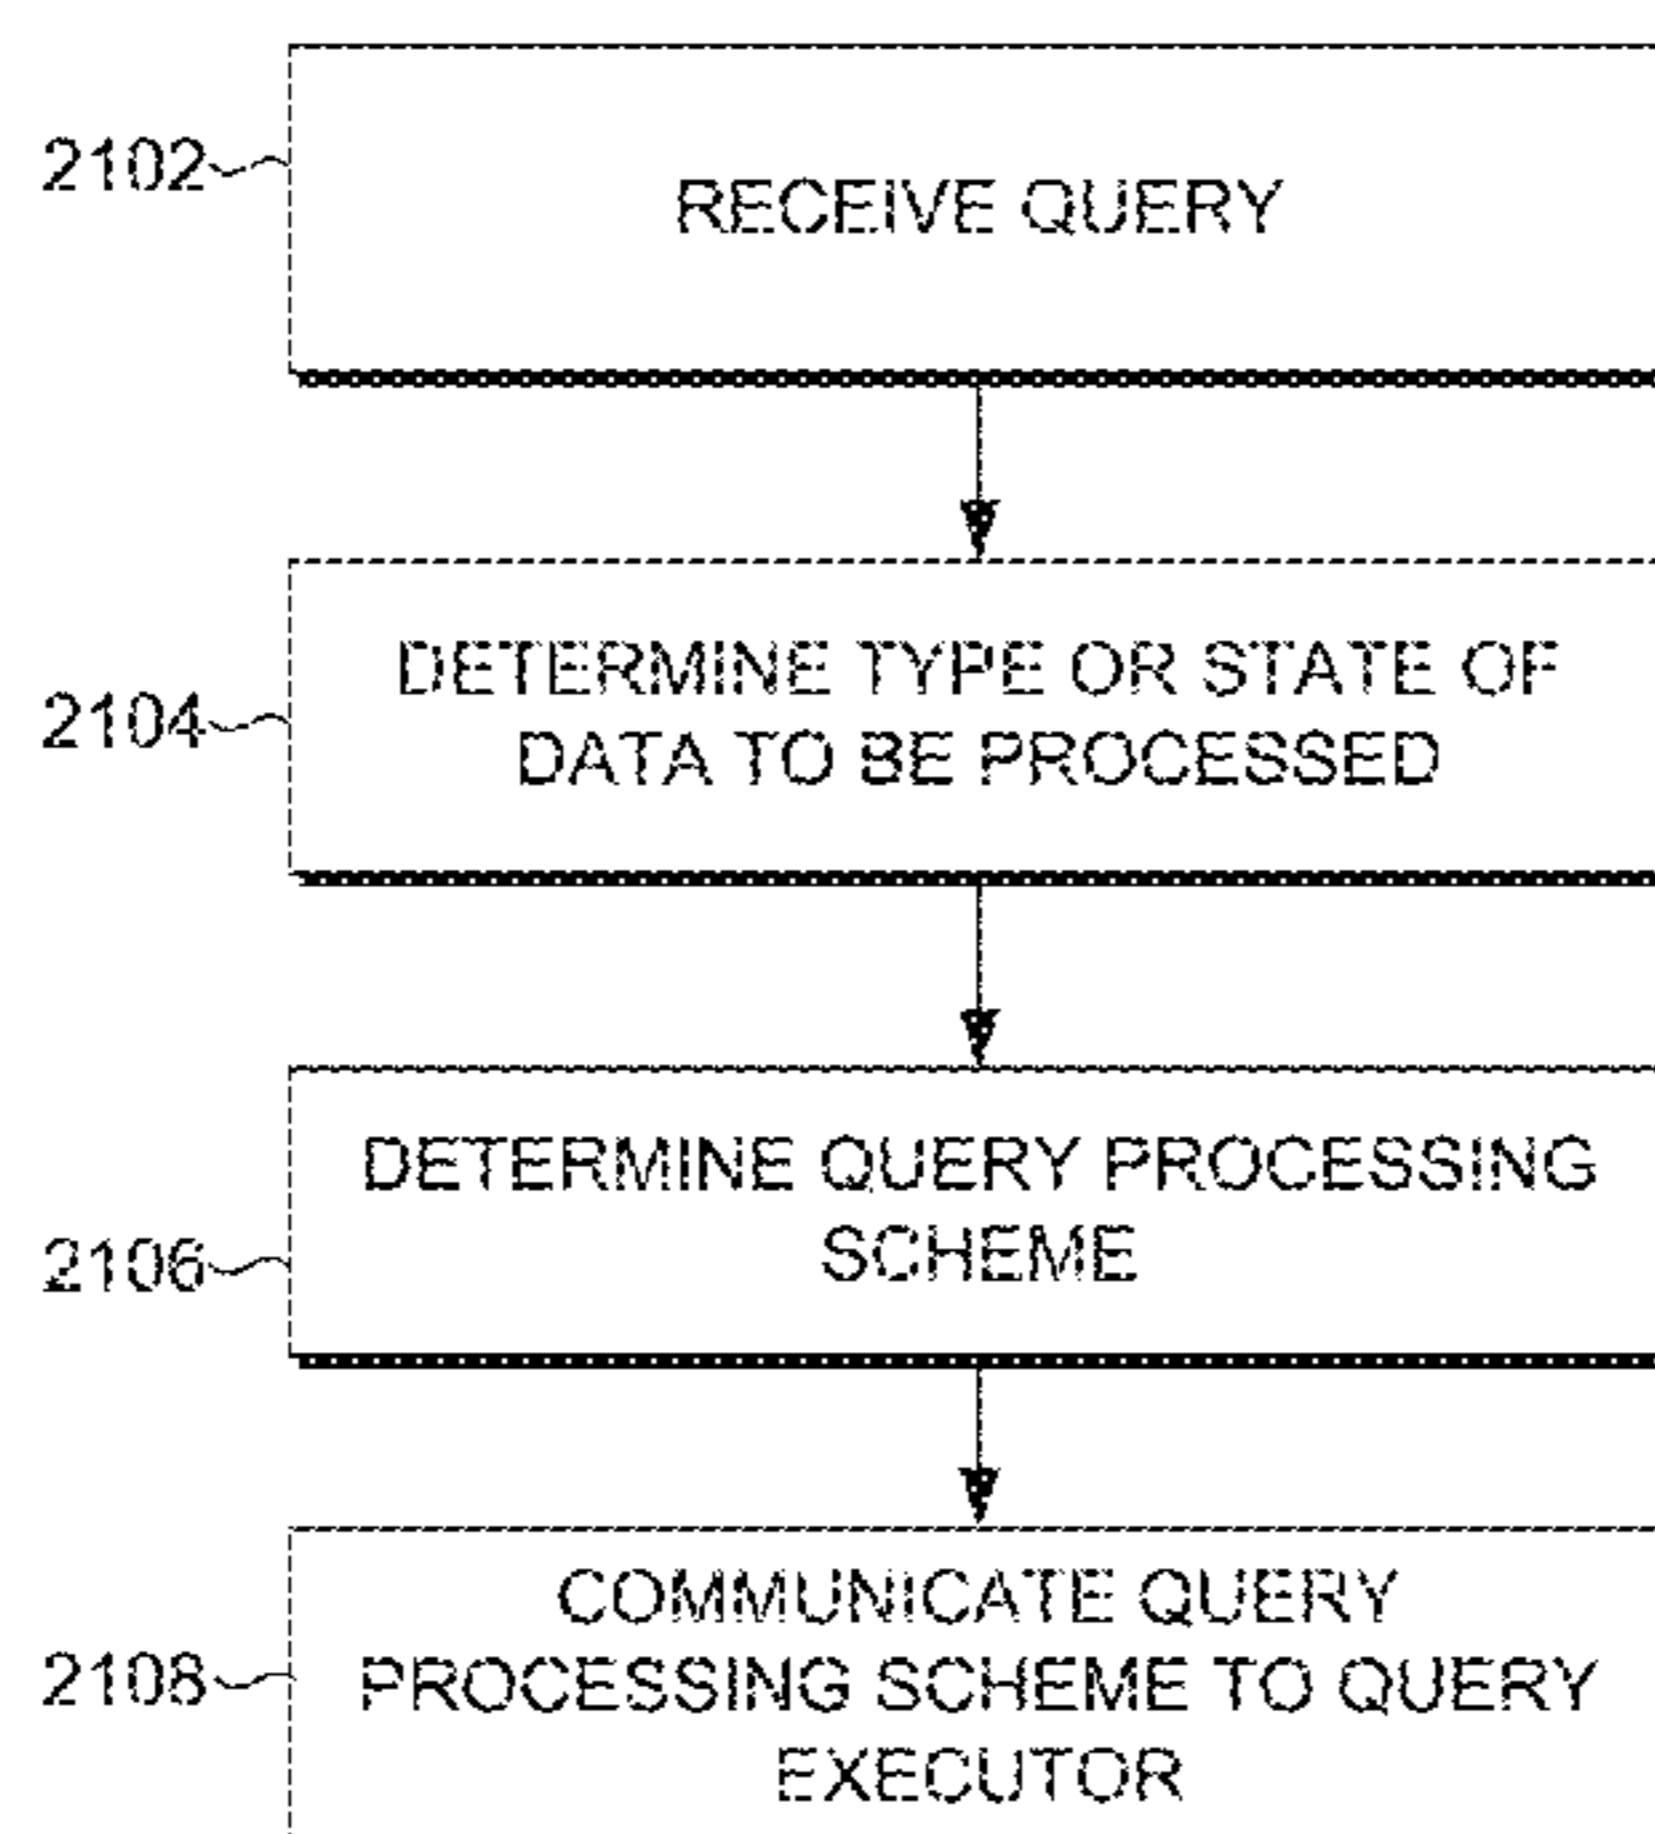 2102
RECEIVE QUERY
2104
DETERMINE TYPE OR STATE OF
DATA TO BE PROCESSED
2106
DETERMINE QUERY PROCESSING
SCHEME
2108
COMMUNICATE QUERY
PROCESSING SCHEME TO QUERY
EXECUTOR